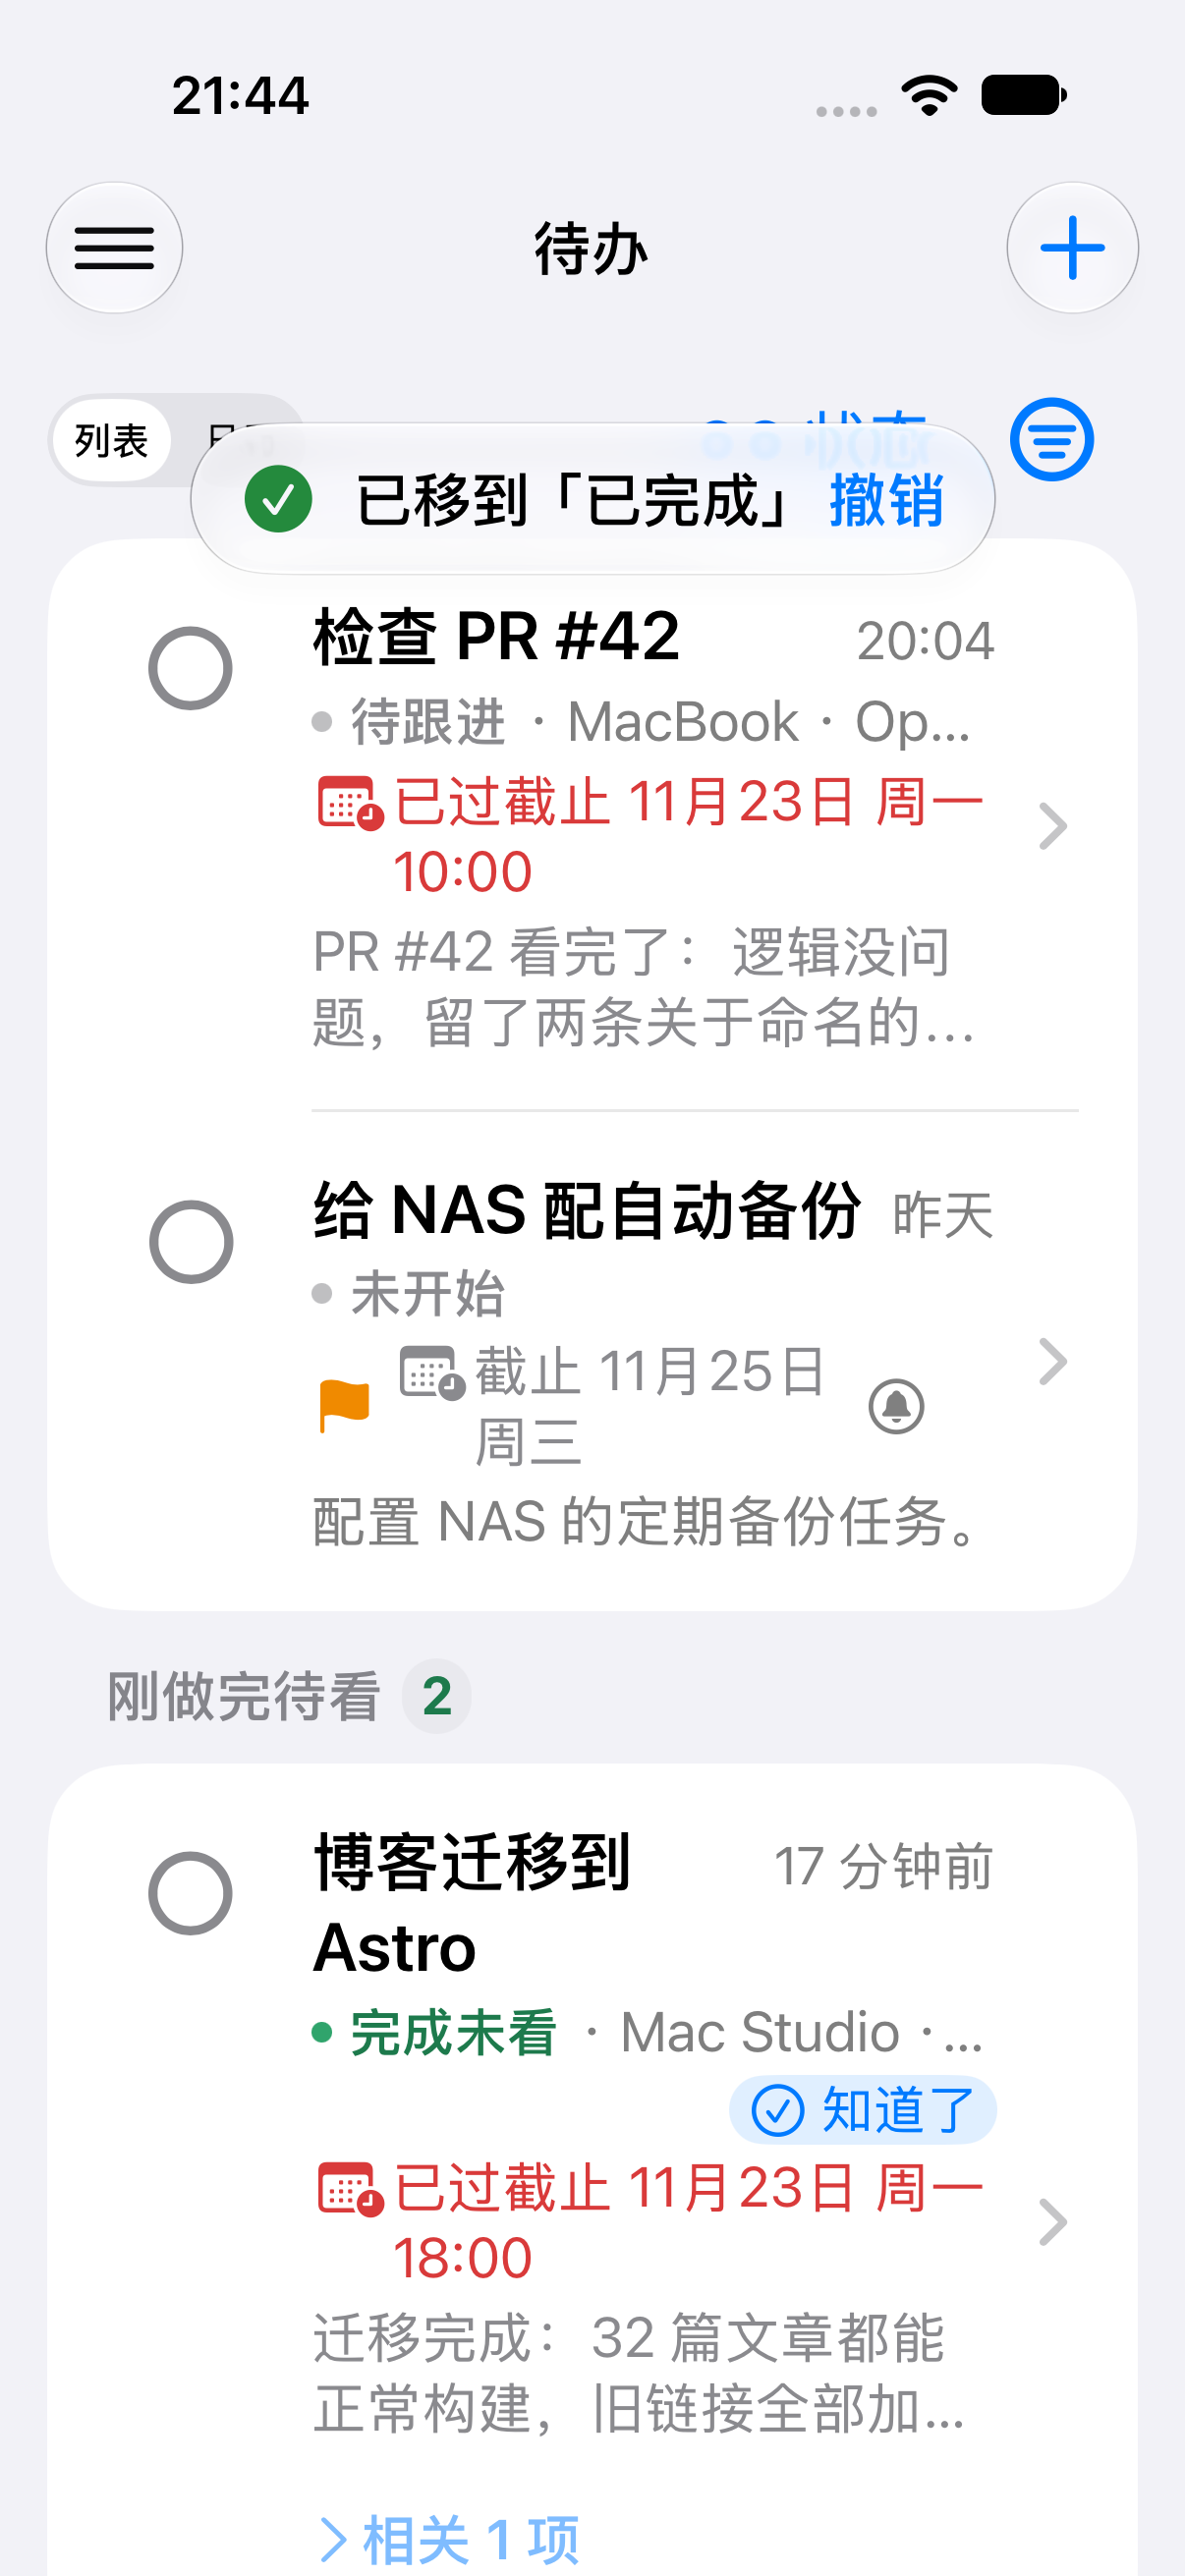 21:44
待办
列表
已移到「已完成」 撤销
检查 PR #42 20:04
待跟进 · MacBook · Op...
已过截止 11月23日 周一
10:00
PR #42 看完了：逻辑没问
题，留了两条关于命名的...
给 NAS 配自动备份 昨天
未开始
截止 11月25日
周三
配置 NAS 的定期备份任务。
刚做完待看 2
博客迁移到 17 分钟前
Astro
完成未看 · Mac Studio ·...
知道了
已过截止 11月23日 周一
18:00
迁移完成：32 篇文章都能
正常构建，旧链接全部加...
相关 1 项